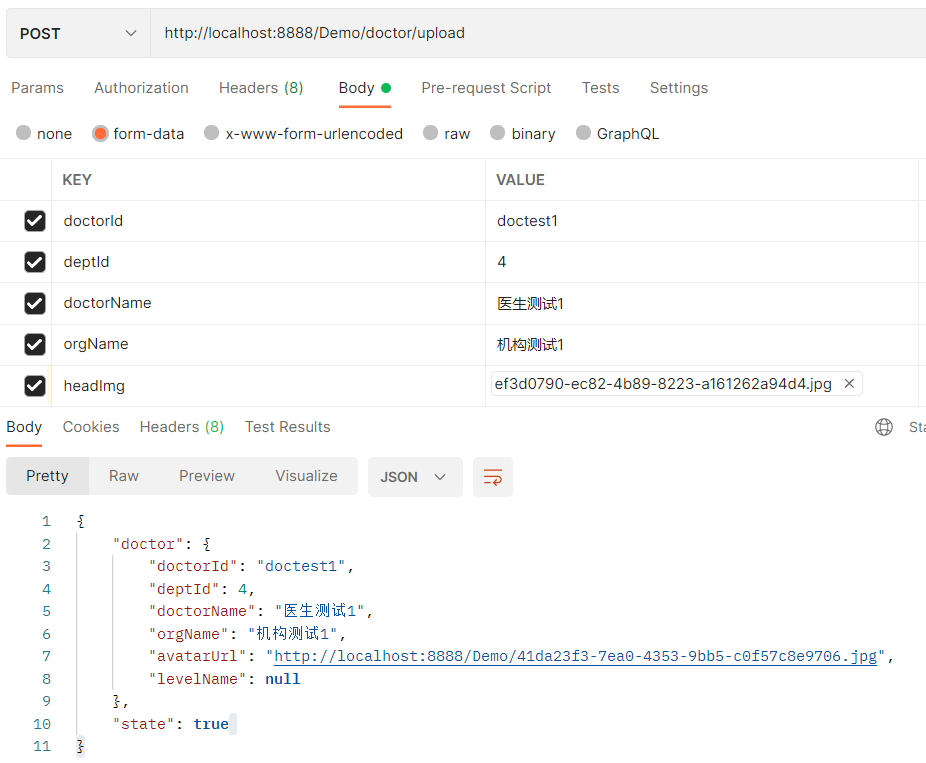 POST http://localhost:8888/Demo/doctor/upload
Params Authorization Headers (8) Body Pre-request Script Tests Settings
none form-data x-www-form-urlencoded raw binary GraphQL
KEY VALUE
doctorId doctest1
deptId 4
doctorName 医生测试1
orgName 机构测试1
headImg ef3d0790-ec82-4b89-8223-a161262a94d4.jpg
Body Cookies Headers (8) Test Results Sta
Pretty Raw Preview Visualize JSON
1 {
2 "doctor": {
3 "doctorId": "doctest1",
4 "deptId": 4,
5 "doctorName": "医生测试1",
6 "orgName": "机构测试1",
7 "avatarUrl": "http://localhost:8888/Demo/41da23f3-7ea0-4353-9bb5-c0f57c8e9706.jpg",
8 "levelName": null
9 },
10 "state": true
11 }